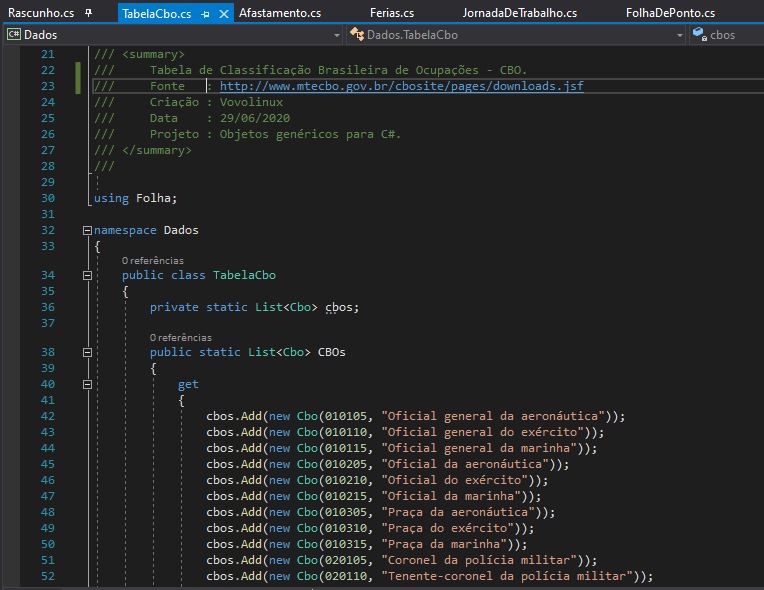 Rascunho.cs
TabelaCbo.cs
Afastamento.cs
Ferias.cs
JornadaDeTrabalho.cs
FolhaDePonto.cs
C# Dados
Dados.TabelaCbo
cbos
21 /// <summary>
22 /// Tabela de Classificação Brasileira de Ocupações - CBO.
23 /// Fonte : http://www.mtecbo.gov.br/cbosite/pages/downloads.jsf
24 /// Criação : Vovolinux
25 /// Data : 29/06/2020
26 /// Projeto : Objetos genéricos para C#.
27 /// </summary>
28 ///
29
30 using Folha;
31
32 namespace Dados
33 {
0 referências
34 public class TabelaCbo
35 {
36 private static List<Cbo> cbos;
37
0 referências
38 public static List<Cbo> CBOs
39 {
40 get
41 {
42 cbos.Add(new Cbo(010105, "Oficial general da aeronáutica"));
43 cbos.Add(new Cbo(010110, "Oficial general do exército"));
44 cbos.Add(new Cbo(010115, "Oficial general da marinha"));
45 cbos.Add(new Cbo(010205, "Oficial da aeronáutica"));
46 cbos.Add(new Cbo(010210, "Oficial do exército"));
47 cbos.Add(new Cbo(010215, "Oficial da marinha"));
48 cbos.Add(new Cbo(010305, "Praça da aeronáutica"));
49 cbos.Add(new Cbo(010310, "Praça do exército"));
50 cbos.Add(new Cbo(010315, "Praça da marinha"));
51 cbos.Add(new Cbo(020105, "Coronel da polícia militar"));
52 cbos.Add(new Cbo(020110, "Tenente-coronel da polícia militar"));